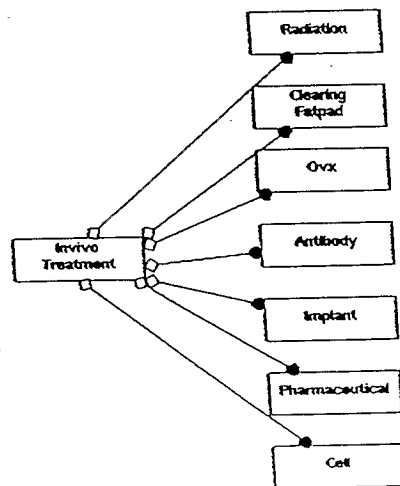 Radiation
Clearing
Fatpad
Ovx
Invivo
Treatment
Antibody
Implant
Pharmaceutical
Cell